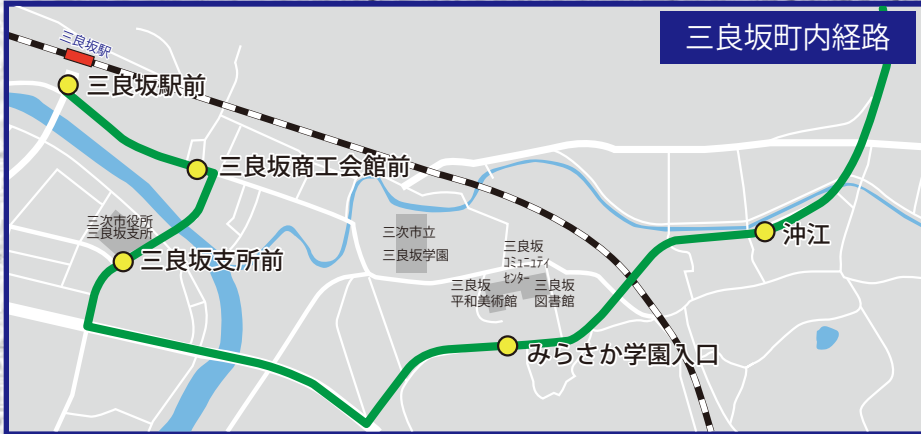 三良坂町内経路
三良坂駅
三良坂駅前
三良坂商工会館前
三次市役所
三良坂支所
三良坂支所前
三次市立
三良坂学園
三良坂
コミュニティ
センター
三良坂
平和美術館
三良坂
図書館
沖江
みらさか学園入口